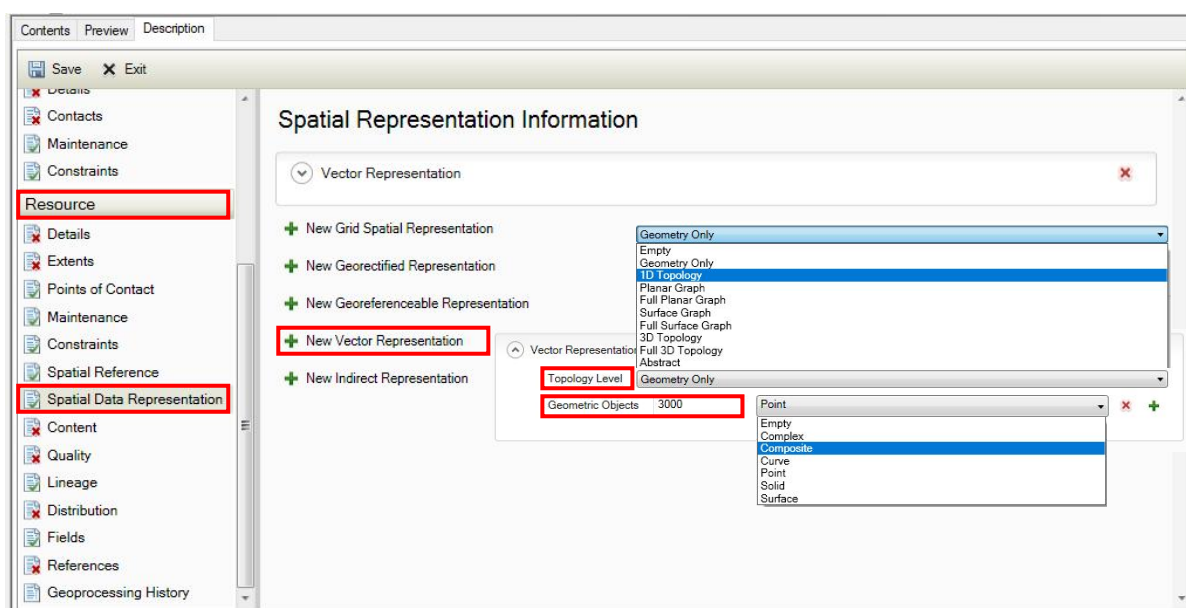 Contents Preview Description
Save Exit
Details
Contacts
Maintenance
Constraints
Resource
Details
Extents
Points of Contact
Maintenance
Constraints
Spatial Reference
Spatial Data Representation
Content
Quality
Lineage
Distribution
Fields
References
Geoprocessing History
Spatial Representation Information
Vector Representation
New Grid Spatial Representation
New Georectified Representation
New Georeferenceable Representation
New Vector Representation
New Indirect Representation
Geometry Only
Empty
Geometry Only
1D Topology
Planar Graph
Full Planar Graph
Surface Graph
Full Surface Graph
3D Topology
Full 3D Topology
Abstract
Vector Representation
Topology Level Geometry Only
Geometric Objects 3000 Point
Empty
Complex
Composite
Curve
Point
Solid
Surface